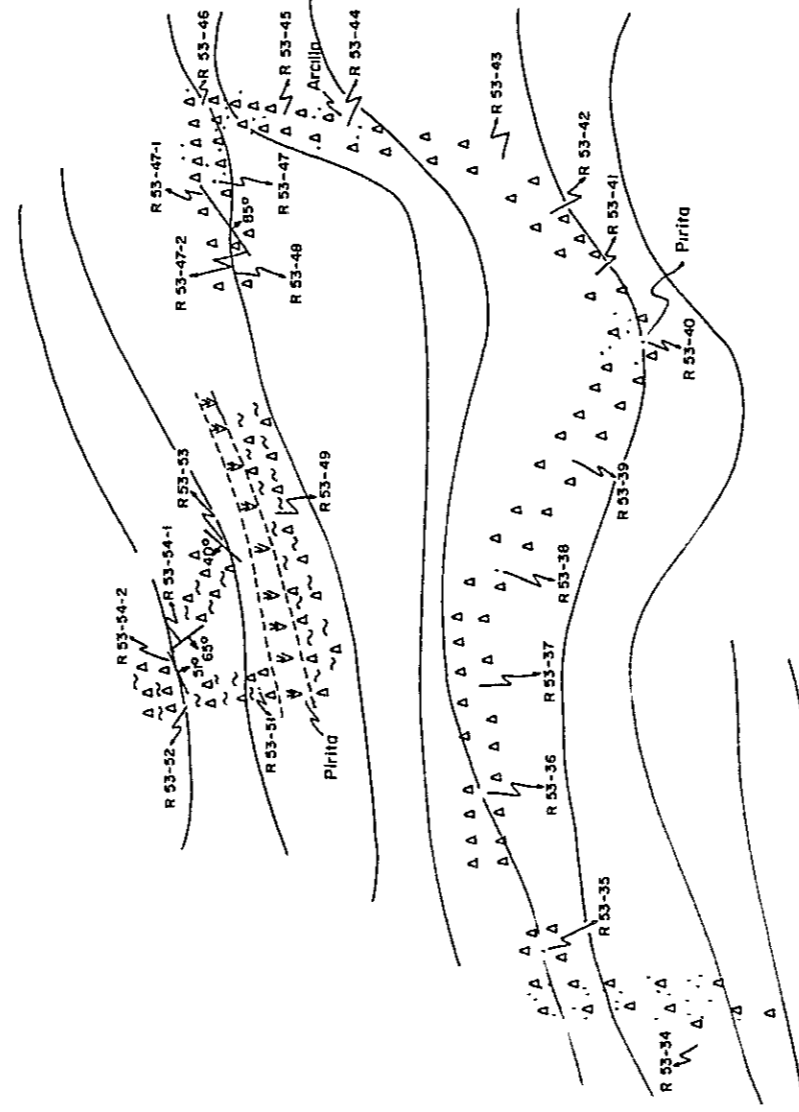 R 53-46
R 53-45
Arcilla
R 53-44
R 53-43
R 53-42
R 53-41
Pirita
R 53-40
R 53-47-1
R 53-47
85°
R 53-47-2
R 53-48
R 53-39
R 53-38
R 53-37
R 53-36
R 53-35
R 53-34
R 53-53
R 53-49
R 53-54-1
40°
R 53-54-2
65°
51°
R 53-52
R 53-51
Pirita